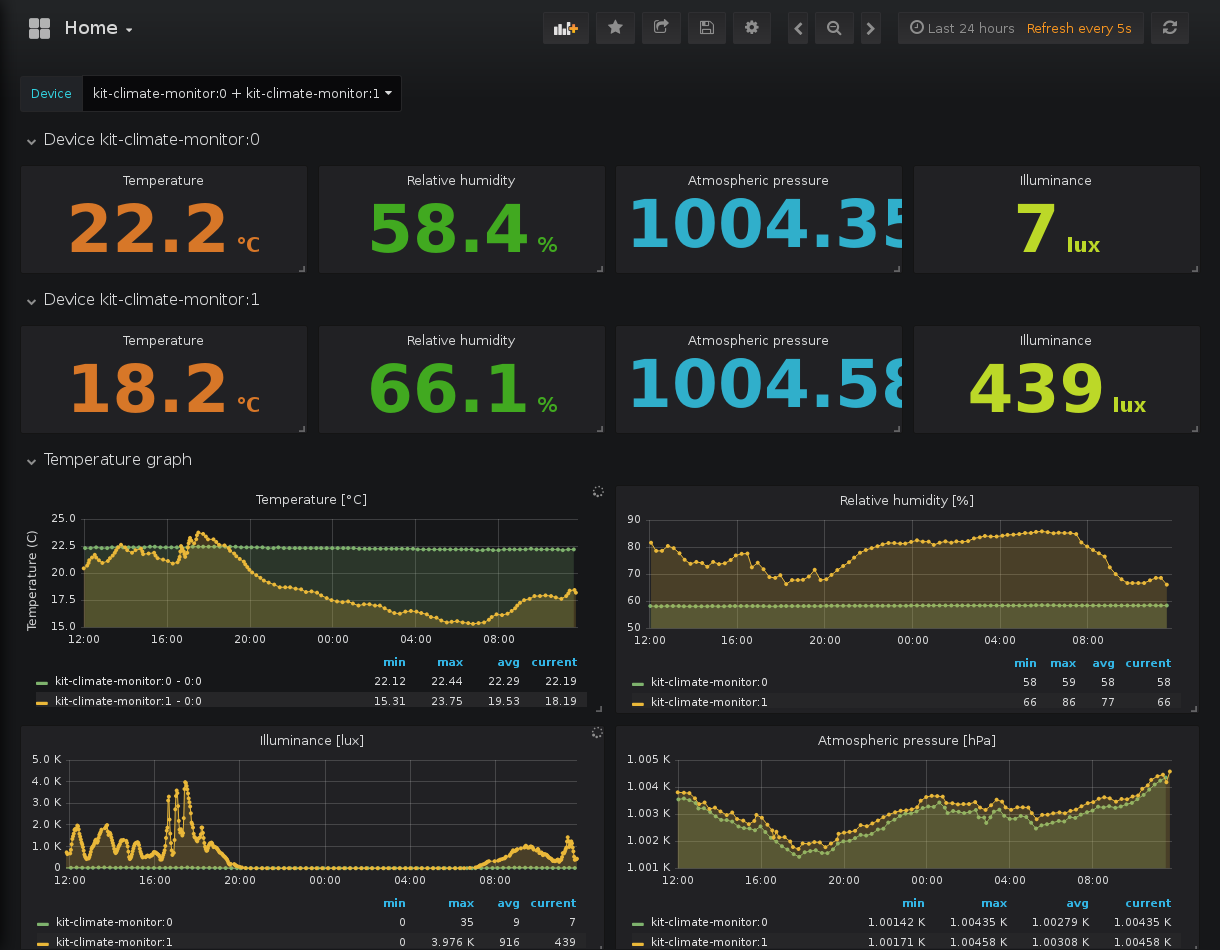 Home
Last 24 hours Refresh every 5s
Device kit-climate-monitor:0 + kit-climate-monitor:1
Device kit-climate-monitor:0
Temperature Relative humidity Atmospheric pressure Illuminance
22.2 °C 58.4 % 1004.35 7 lux
Device kit-climate-monitor:1
Temperature Relative humidity Atmospheric pressure Illuminance
18.2 °C 66.1 % 1004.58 439 lux
Temperature graph
Temperature [°C]
Temperature (C)
25.0
22.5
20.0
17.5
15.0
12:00 16:00 20:00 00:00 04:00 08:00
min max avg current
kit-climate-monitor:0 - 0:0 22.12 22.44 22.29 22.19
kit-climate-monitor:1 - 0:0 15.31 23.75 19.53 18.19
Relative humidity [%]
90
80
70
60
50
12:00 16:00 20:00 00:00 04:00 08:00
min max avg current
kit-climate-monitor:0 58 59 58 58
kit-climate-monitor:1 66 86 77 66
Illuminance [lux]
5.0 K
4.0 K
3.0 K
2.0 K
1.0 K
0
12:00 16:00 20:00 00:00 04:00 08:00
min max avg current
kit-climate-monitor:0 0 35 9 7
kit-climate-monitor:1 0 3.976 K 916 439
Atmospheric pressure [hPa]
1.005 K
1.004 K
1.003 K
1.002 K
1.001 K
12:00 16:00 20:00 00:00 04:00 08:00
min max avg current
kit-climate-monitor:0 1.00142 K 1.00435 K 1.00279 K 1.00435 K
kit-climate-monitor:1 1.00171 K 1.00458 K 1.00308 K 1.00458 K